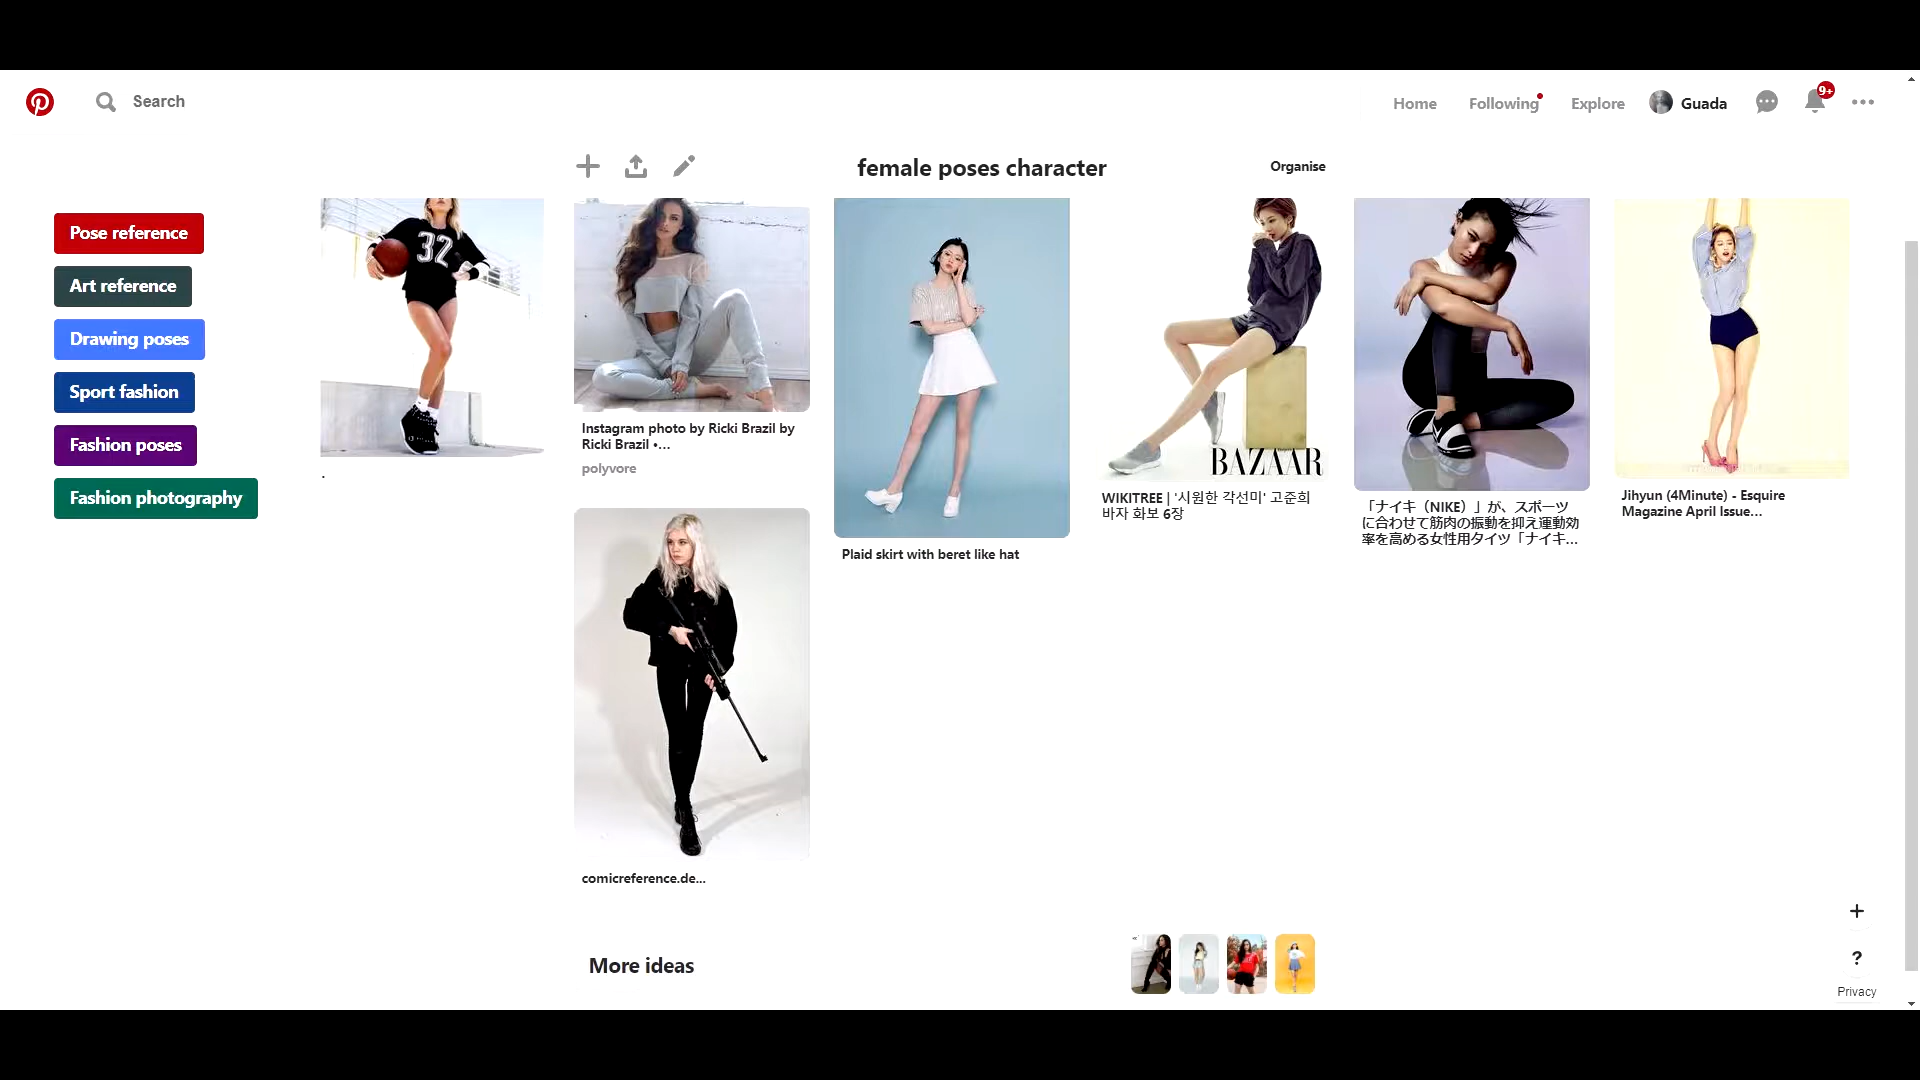 Search
Home
Following
Explore
Guada
9+
female poses character
Organise
Pose reference
Art reference
Drawing poses
Sport fashion
Fashion poses
Fashion photography
32
.
Instagram photo by Ricki Brazil by
Ricki Brazil •...
polyvore
Plaid skirt with beret like hat
BAZAAR
WIKITREE | '시원한 각선미' 고준희
바자 화보 6장
「ナイキ（NIKE）」が、スポーツ
に合わせて筋肉の振動を抑え運動効
率を高める女性用タイツ「ナイキ...
Jihyun (4Minute) - Esquire
Magazine April Issue...
comicreference.de...
More ideas
+
?
Privacy